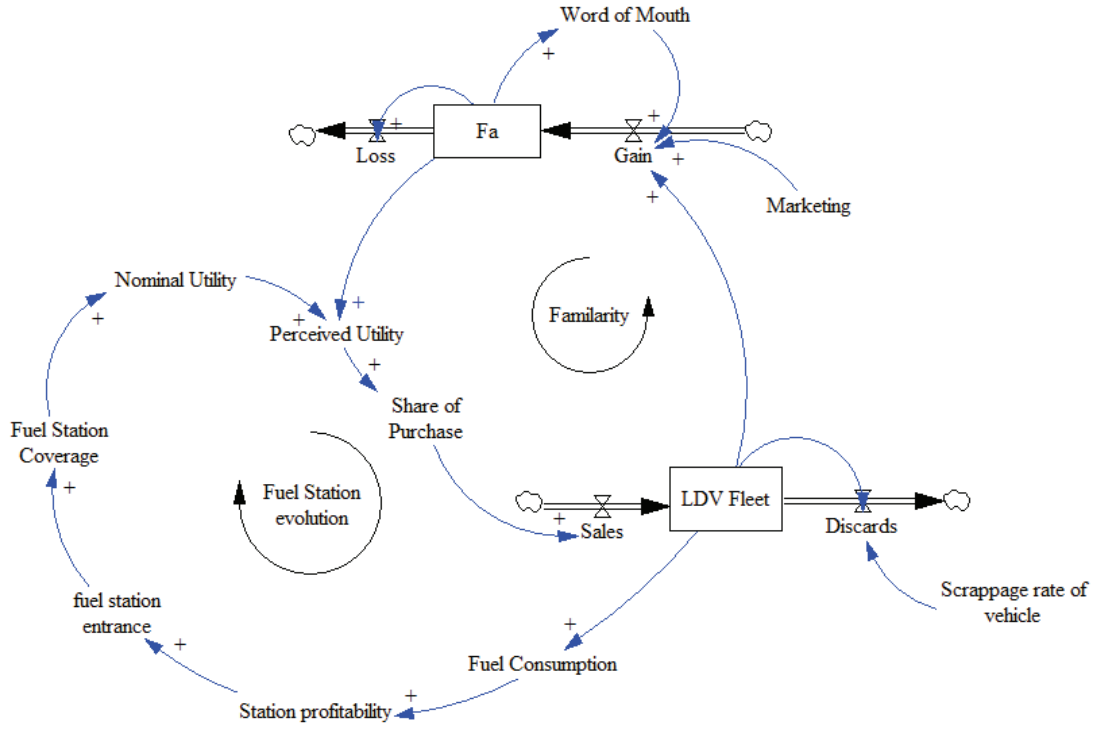 Word of Mouth
+
+
+
Fa
Loss
Gain
+
+
Marketing
Nominal Utility
+
+
+
Familarity
Perceived Utility
+
Share of
Purchase
Fuel Station
Coverage
+
Fuel Station
evolution
LDV Fleet
+
Sales
Discards
fuel station
entrance
Scrappage rate of
vehicle
+
+
Fuel Consumption
+
Station profitability